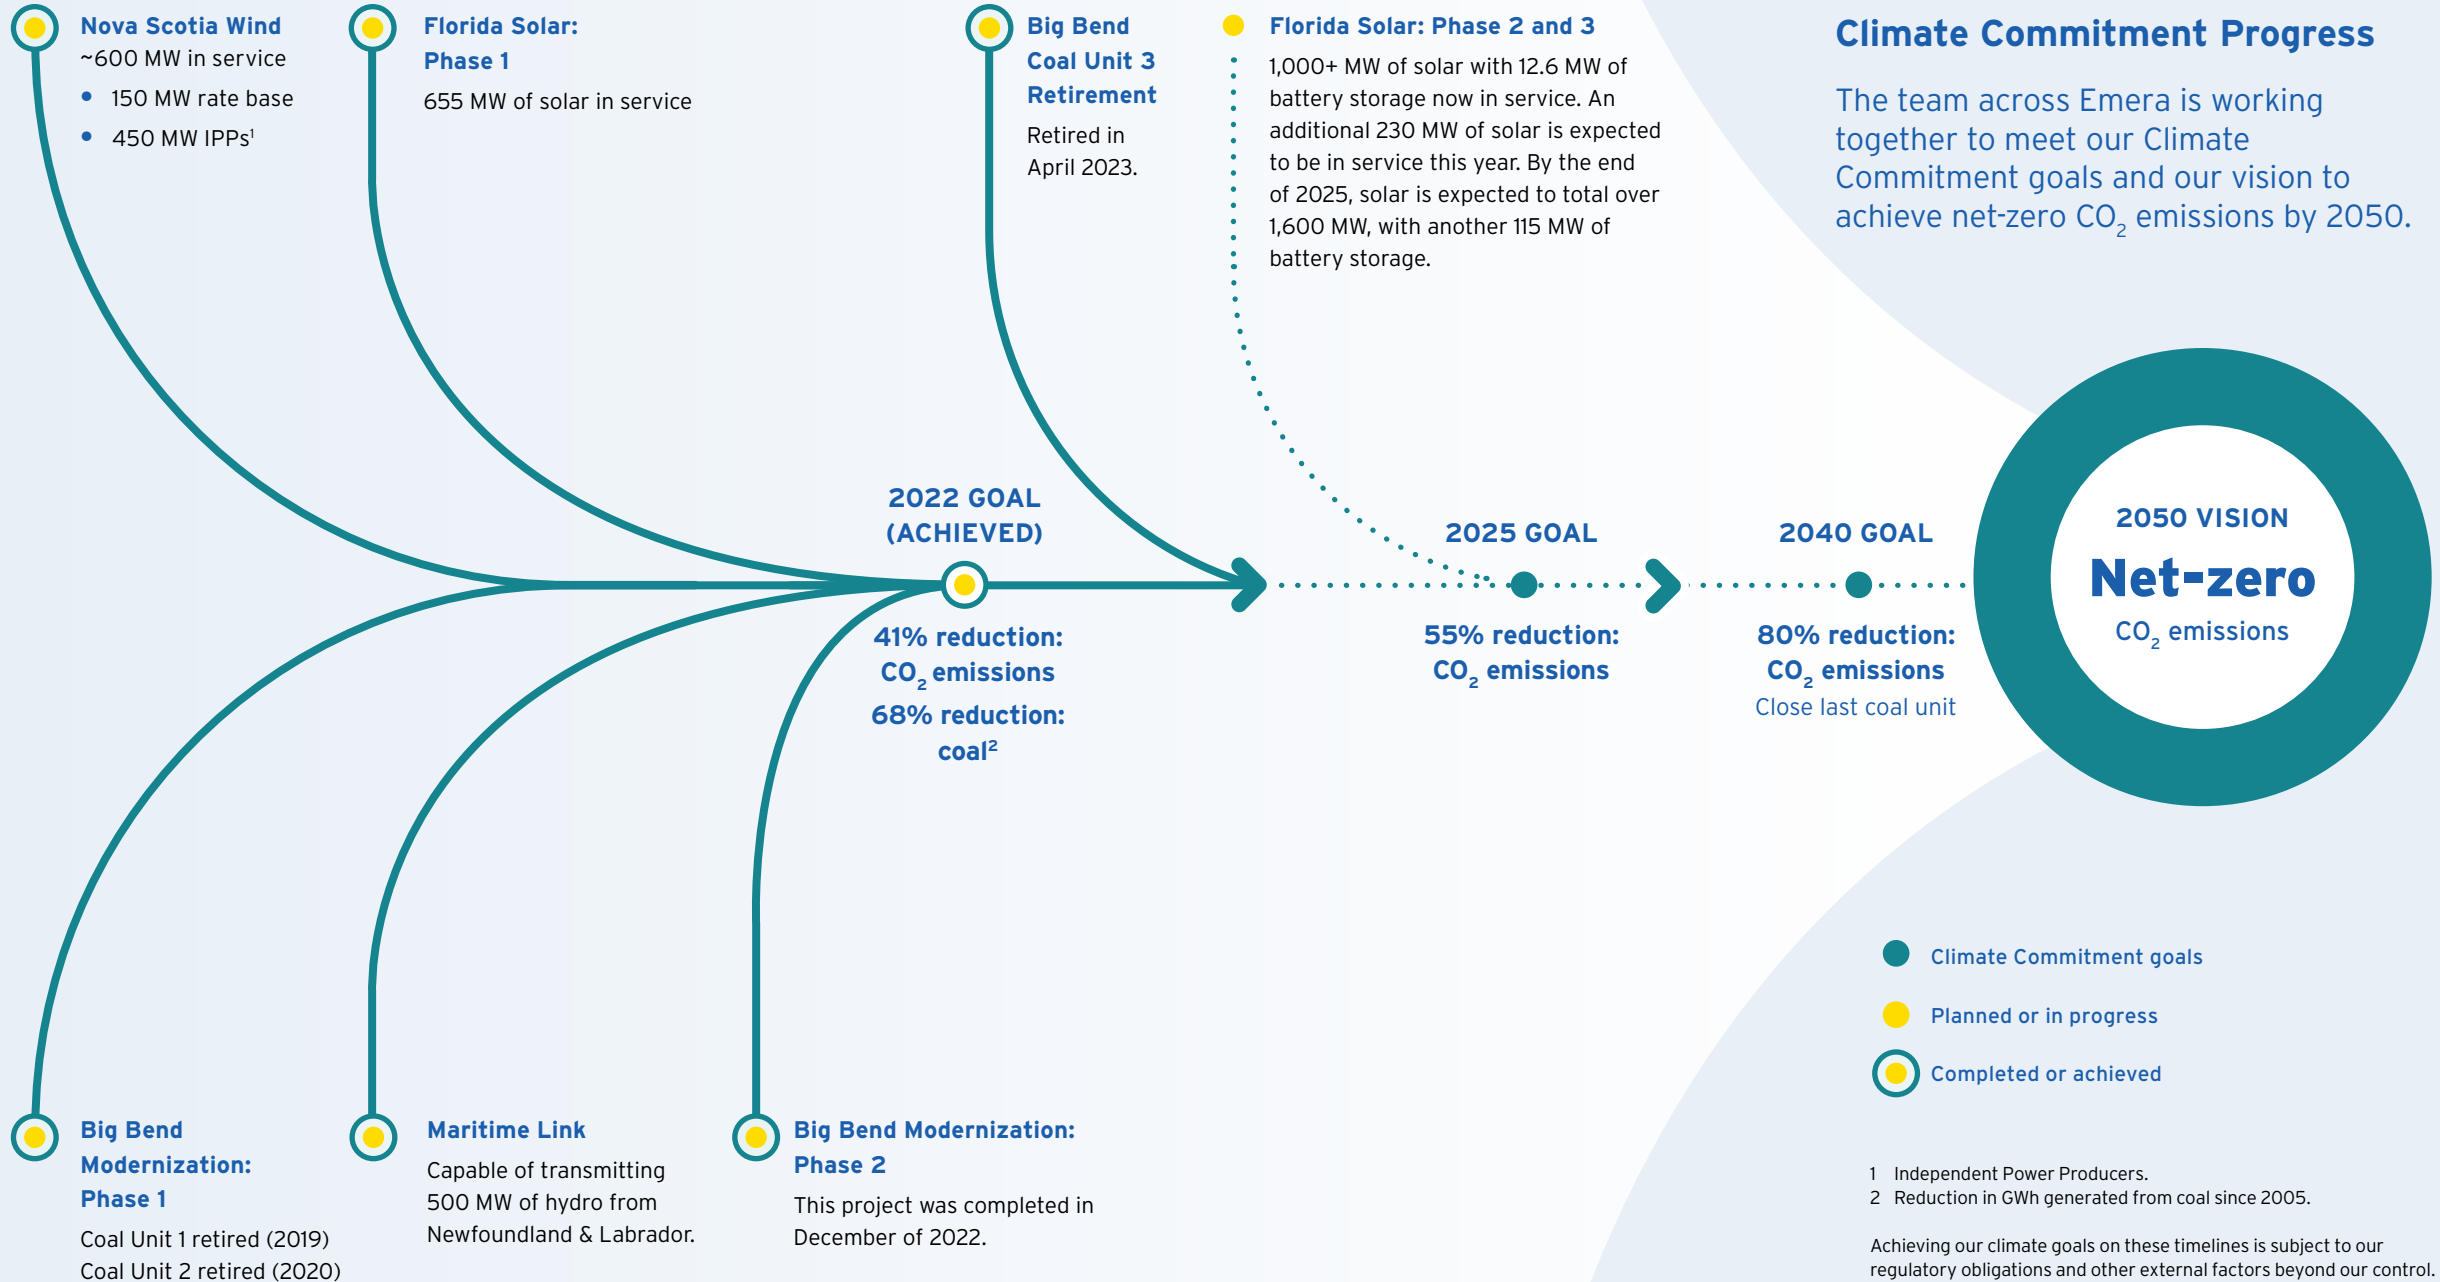 Nova Scotia Wind
~600 MW in service
• 150 MW rate base
• 450 MW IPPs¹
Florida Solar:
Phase 1
655 MW of solar in service
Big Bend
Coal Unit 3
Retirement
Retired in
April 2023.
Florida Solar: Phase 2 and 3
1,000+ MW of solar with 12.6 MW of
battery storage now in service. An
additional 230 MW of solar is expected
to be in service this year. By the end
of 2025, solar is expected to total over
1,600 MW, with another 115 MW of
battery storage.
Climate Commitment Progress
The team across Emera is working
together to meet our Climate
Commitment goals and our vision to
achieve net-zero CO₂ emissions by 2050.
2022 GOAL
(ACHIEVED)
41% reduction:
CO₂ emissions
68% reduction:
coal²
2025 GOAL
55% reduction:
CO₂ emissions
2040 GOAL
80% reduction:
CO₂ emissions
Close last coal unit
2050 VISION
Net-zero
CO₂ emissions
Climate Commitment goals
Planned or in progress
Completed or achieved
Big Bend
Modernization:
Phase 1
Coal Unit 1 retired (2019)
Coal Unit 2 retired (2020)
Maritime Link
Capable of transmitting
500 MW of hydro from
Newfoundland & Labrador.
Big Bend Modernization:
Phase 2
This project was completed in
December of 2022.
1 Independent Power Producers.
2 Reduction in GWh generated from coal since 2005.
Achieving our climate goals on these timelines is subject to our
regulatory obligations and other external factors beyond our control.